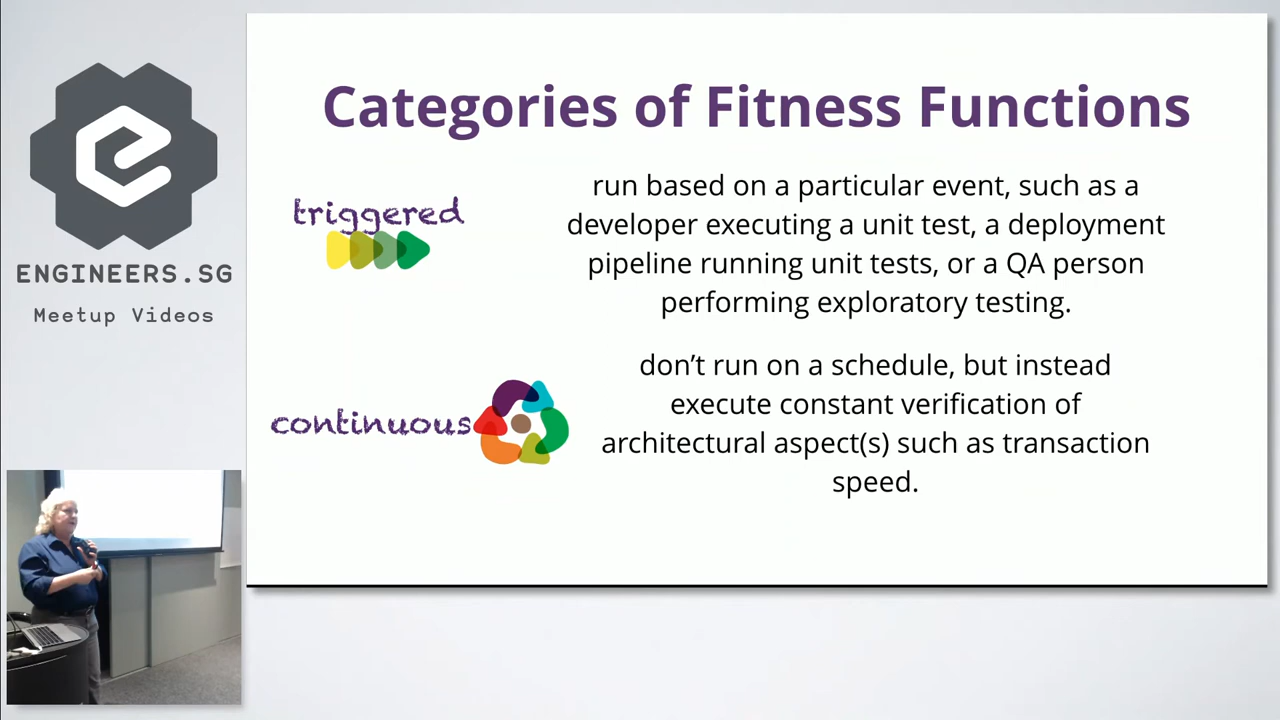 ENGINEERS.SG
Meetup Videos
Categories of Fitness Functions
triggered
run based on a particular event, such as a
developer executing a unit test, a deployment
pipeline running unit tests, or a QA person
performing exploratory testing.
continuous
don’t run on a schedule, but instead
execute constant verification of
architectural aspect(s) such as transaction
speed.